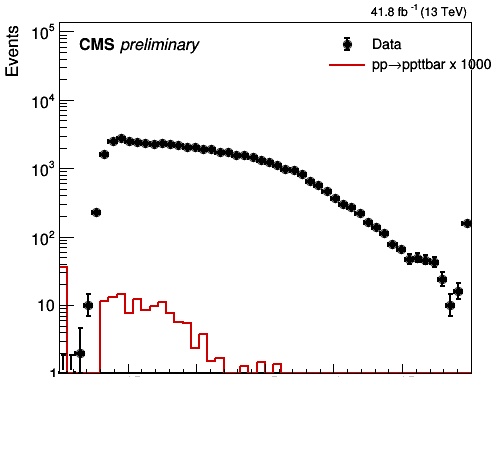 41.8 fb⁻¹ (13 TeV)
Events
CMS preliminary
Data
pp→ppttbar x 1000
10⁵
10⁴
10³
10²
10
1